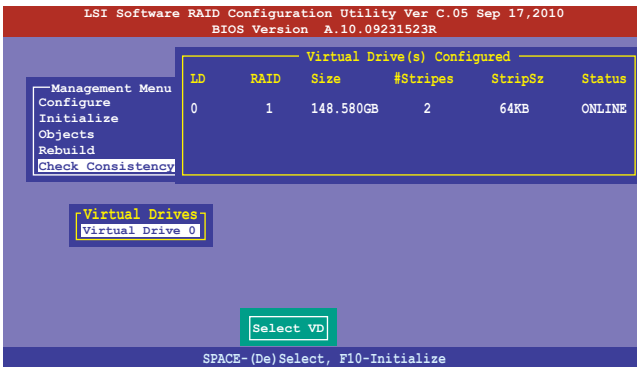 LSI Software RAID Configuration Utility Ver C.05 Sep 17,2010
BIOS Version A.10.09231523R
Virtual Drive(s) Configured
LD RAID Size #Stripes StripSz Status
0 1 148.580GB 2 64KB ONLINE
Management Menu
Configure
Initialize
Objects
Rebuild
Check Consistency
Virtual Drives
Virtual Drive 0
Select VD
SPACE-(De)Select, F10-Initialize